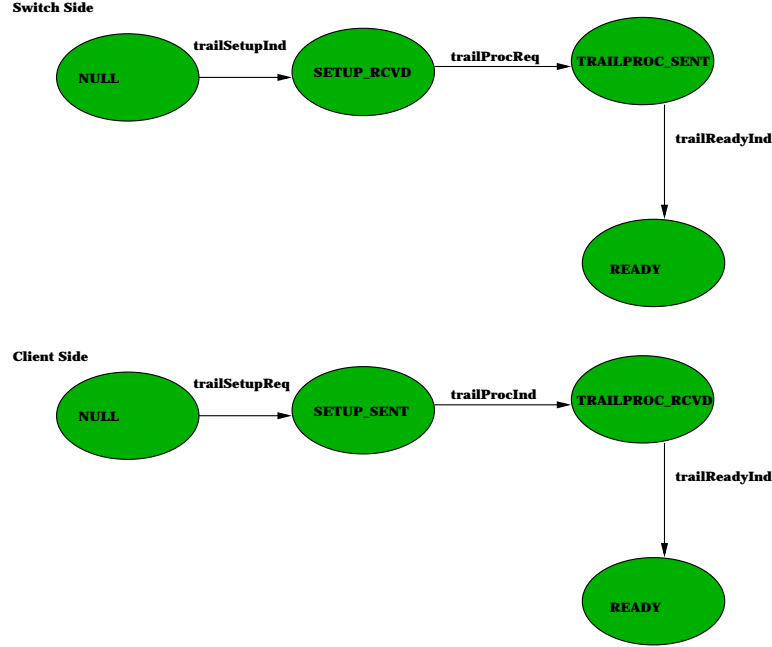 Switch Side
trailSetupInd
trailProcReq
NULL
SETUP_RCVD
TRAILPROC_SENT
trailReadyInd
READY
Client Side
trailSetupReq
trailProcInd
NULL
SETUP_SENT
TRAILPROC_RCVD
trailReadyInd
READY